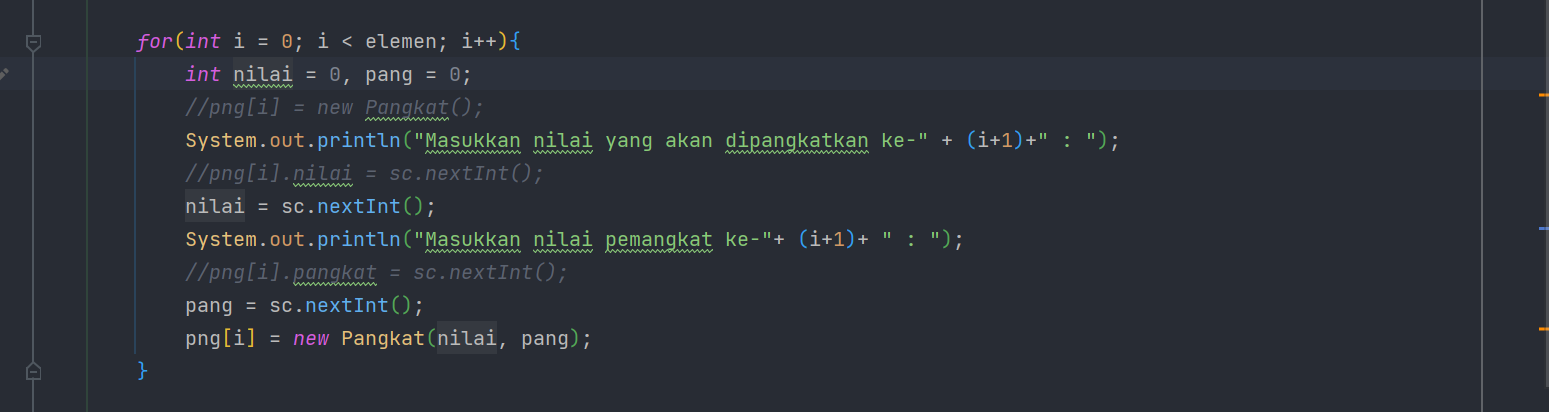 for(int i = 0; i < elemen; i++){
int nilai = 0, pang = 0;
//png[i] = new Pangkat();
System.out.println("Masukkan nilai yang akan dipangkatkan ke-" + (i+1)+" : ");
//png[i].nilai = sc.nextInt();
nilai = sc.nextInt();
System.out.println("Masukkan nilai pemangkat ke-"+ (i+1)+ " : ");
//png[i].pangkat = sc.nextInt();
pang = sc.nextInt();
png[i] = new Pangkat(nilai, pang);
}